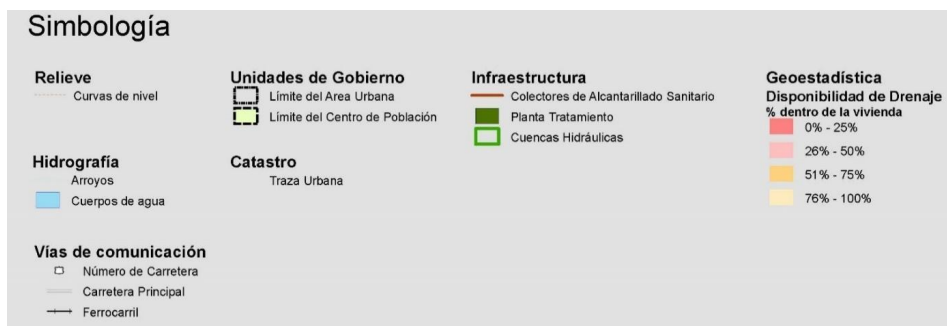 Simbología
Relieve
Curvas de nivel
Hidrografía
Arroyos
Cuerpos de agua
Vías de comunicación
Número de Carretera
Carretera Principal
Ferrocarril
Unidades de Gobierno
Límite del Area Urbana
Límite del Centro de Población
Catastro
Traza Urbana
Infraestructura
Colectores de Alcantarillado Sanitario
Planta Tratamiento
Cuencas Hidráulicas
Geoestadística
Disponibilidad de Drenaje
% dentro de la vivienda
0% - 25%
26% - 50%
51% - 75%
76% - 100%